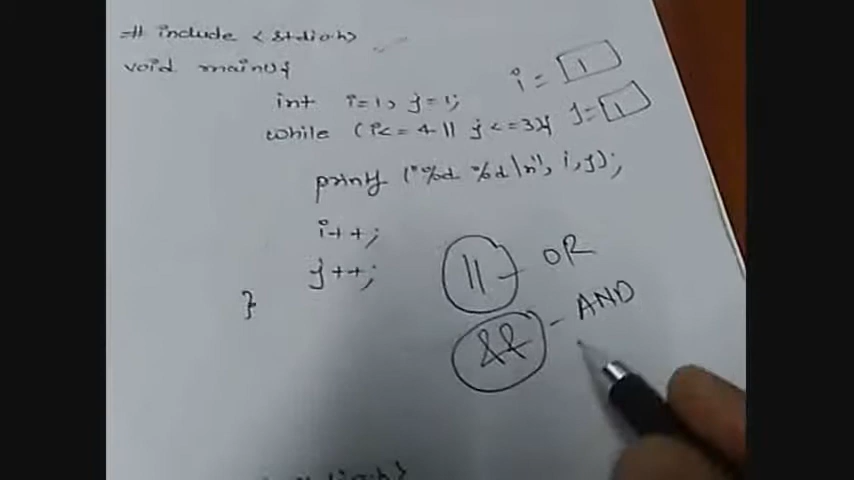 # include <stdio.h>
void main(){
int i=1, j=1;
while (i<=4 || j<=3){
printf ("%d %d\n", i,j);
i++;
j++;
}
i= 1
j= 1
|| - OR
&& - AND